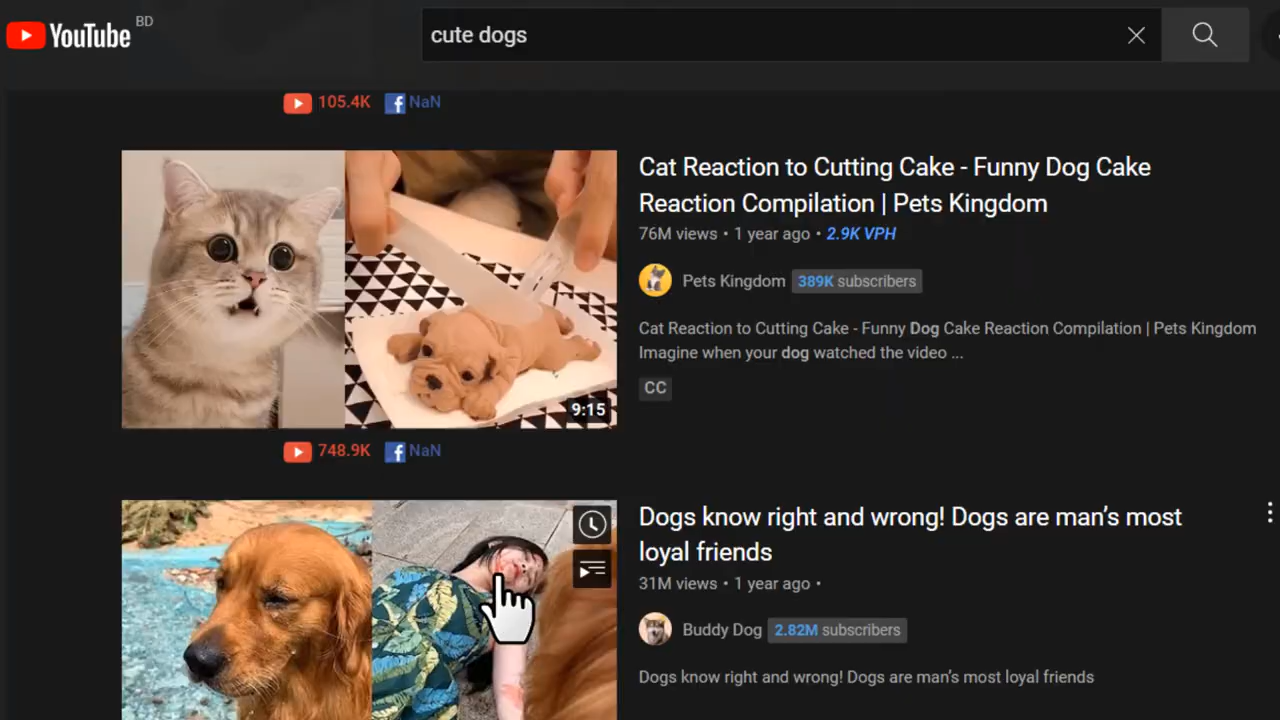 YouTube BD
cute dogs
105.4K NaN
Cat Reaction to Cutting Cake - Funny Dog Cake
Reaction Compilation | Pets Kingdom
76M views • 1 year ago • 2.9K VPH
Pets Kingdom 389K subscribers
Cat Reaction to Cutting Cake - Funny Dog Cake Reaction Compilation | Pets Kingdom
Imagine when your dog watched the video ...
CC
9:15
748.9K NaN
Dogs know right and wrong! Dogs are man’s most
loyal friends
31M views • 1 year ago •
Buddy Dog 2.82M subscribers
Dogs know right and wrong! Dogs are man’s most loyal friends